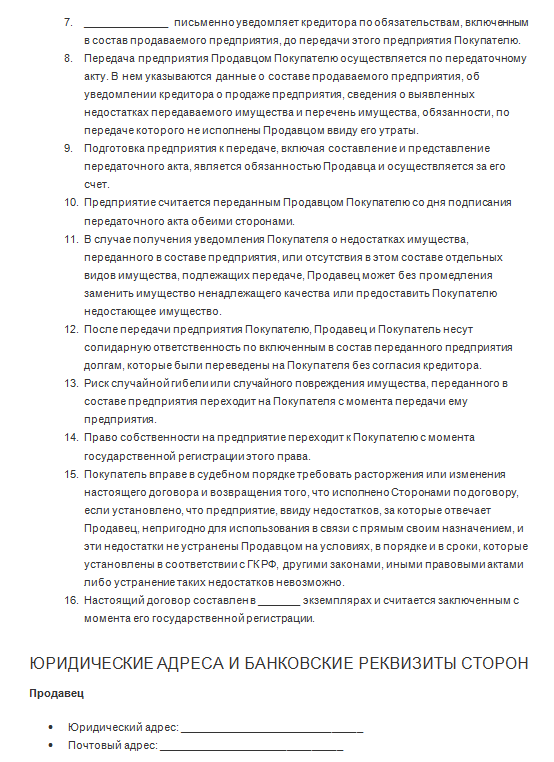 7. ________________ письменно уведомляет кредитора по обязательствам, включенным
в состав продаваемого предприятия, до передачи этого предприятия Покупателю.
8. Передача предприятия Продавцом Покупателю осуществляется по передаточному
акту. В нем указываются данные о составе продаваемого предприятия, об
уведомлении кредитора о продаже предприятия, сведения о выявленных
недостатках передаваемого имущества и перечень имущества, обязанности, по
передаче которого не исполнены Продавцом ввиду его утраты.
9. Подготовка предприятия к передаче, включая составление и представление
передаточного акта, является обязанностью Продавца и осуществляется за его
счет.
10. Предприятие считается переданным Продавцом Покупателю со дня подписания
передаточного акта обеими сторонами.
11. В случае получения уведомления Покупателя о недостатках имущества,
переданного в составе предприятия, или отсутствия в этом составе отдельных
видов имущества, подлежащих передаче, Продавец может без промедления
заменить имущество ненадлежащего качества или предоставить Покупателю
недостающее имущество.
12. После передачи предприятия Покупателю, Продавец и Покупатель несут
солидарную ответственность по включенным в состав переданного предприятия
долгам, которые были переведены на Покупателя без согласия кредитора.
13. Риск случайной гибели или случайного повреждения имущества, переданного в
составе предприятия переходит на Покупателя с момента передачи ему
предприятия.
14. Право собственности на предприятие переходит к Покупателю с момента
государственной регистрации этого права.
15. Покупатель вправе в судебном порядке требовать расторжения или изменения
настоящего договора и возвращения того, что исполнено Сторонами по договору,
если установлено, что предприятие, ввиду недостатков, за которые отвечает
Продавец, непригодно для использования в связи с прямым своим назначением, и
эти недостатки не устранены Продавцом на условиях, в порядке и в сроки, которые
установлены в соответствии с ГК РФ, другими законами, иными правовыми актами
либо устранение таких недостатков невозможно.
16. Настоящий договор составлен в ________ экземплярах и считается заключенным с
момента его государственной регистрации.
ЮРИДИЧЕСКИЕ АДРЕСА И БАНКОВСКИЕ РЕКВИЗИТЫ СТОРОН
Продавец
• Юридический адрес: ______________________________
• Почтовый адрес: ______________________________